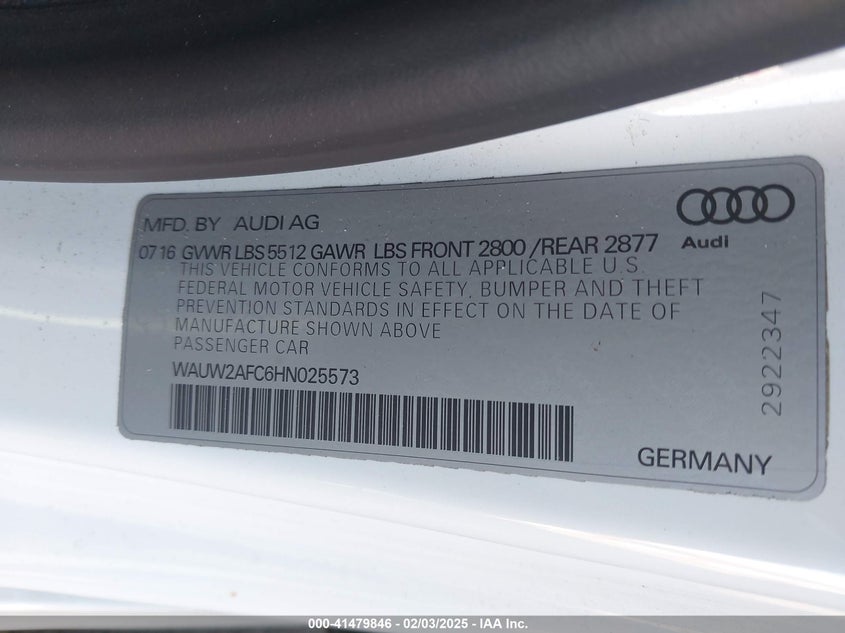 MFD. BY AUDI AG
0716 GVWR LBS 5512 GAWR LBS FRONT 2800 / REAR 2877
Audi
THIS VEHICLE CONFORMS TO ALL APPLICABLE U.S.
FEDERAL MOTOR VEHICLE SAFETY, BUMPER AND THEFT
PREVENTION STANDARDS IN EFFECT ON THE DATE OF
MANUFACTURE SHOWN ABOVE
PASSENGER CAR
WAUW2AFC6HN025573
2922347
GERMANY
000-41479846 - 02/03/2025 - IAA Inc.